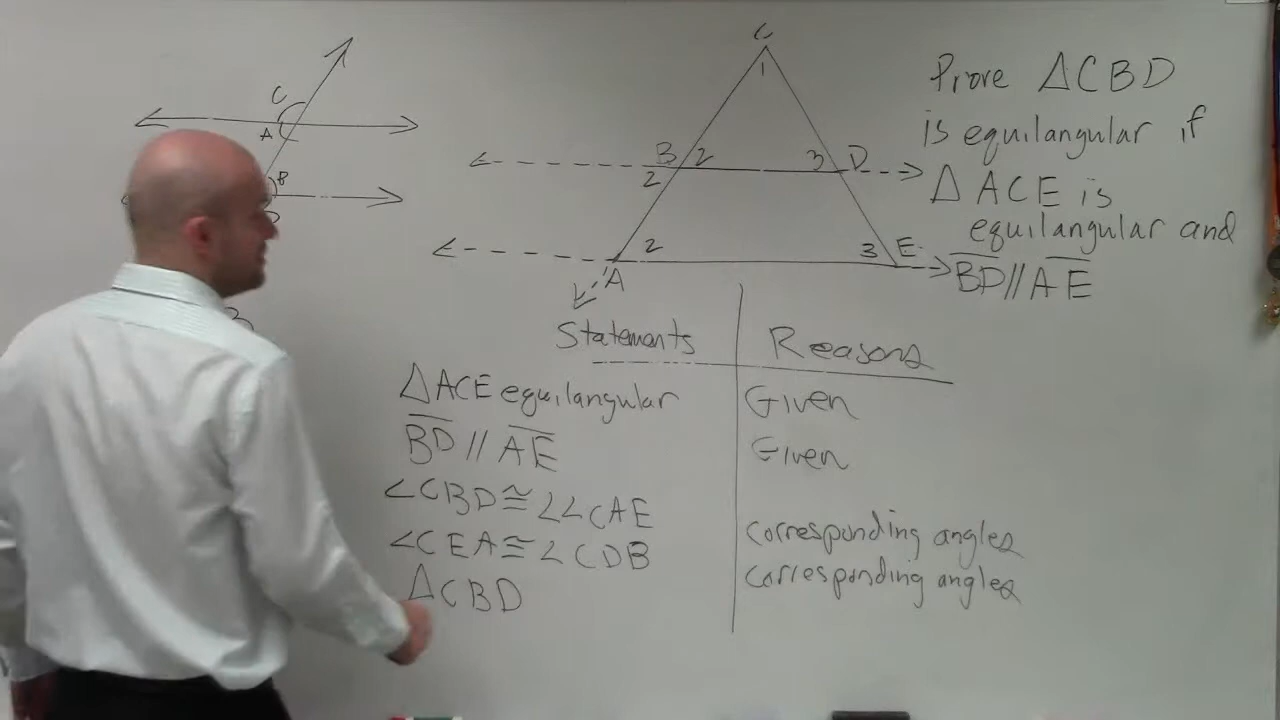 C
A
B
C
1
B 2 3 D
2
2 3 E
A
Prove △CBD
is equilangular if
△ACE is
equilangular and
BD // AE
Statements Reasons
△ACE equilangular Given
BD // AE Given
∠CBD ≅ ∠∠CAE corresponding angles
∠CEA ≅ ∠CDB corresponding angles
△CBD